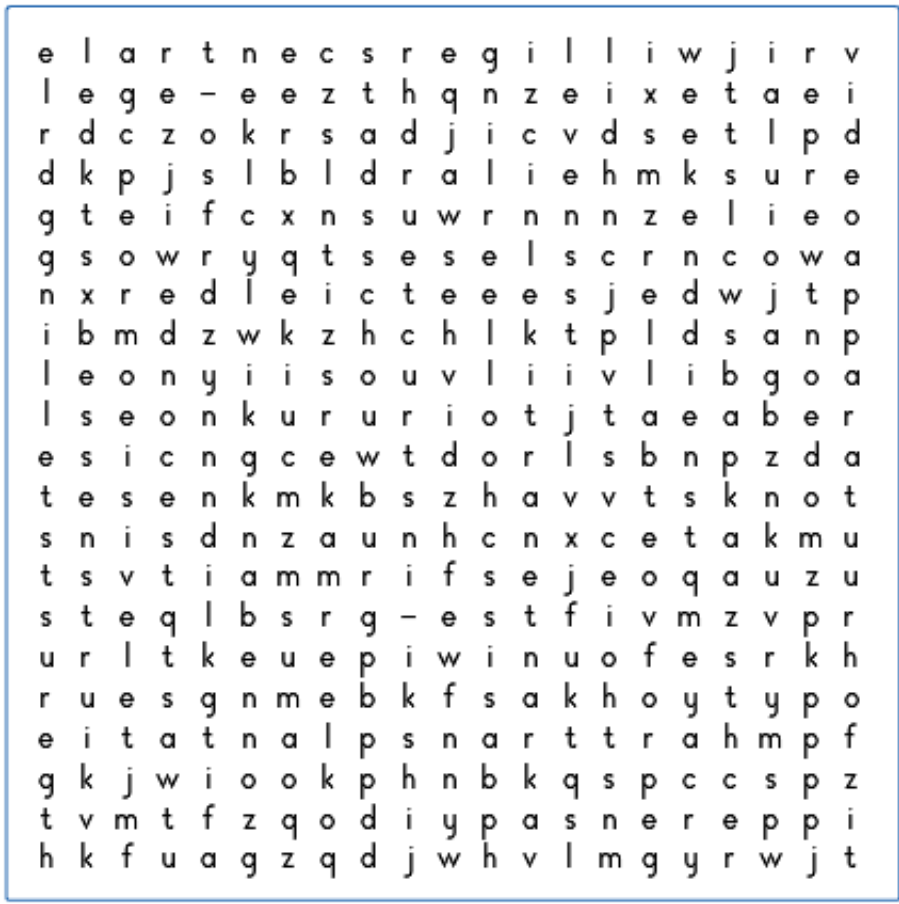 e l a r t n e c s r e g i l l i w j i r v
l e g e - e e z t h q n z e i x e t a e i
r d c z o k r s a d j i c v d s e t l p d
d k p j s l b l d r a l i e h m k s u r e
g t e i f c x n s u w r n n n z e l i e o
g s o w r y q t s e s e l s c r n c o w a
n x r e d l e i c t e e e s j e d w j t p
i b m d z w k z h c h l k t p l d s a n p
l e o n y i i s o u v l i i v l i b g o a
l s e o n k u r u r i o t j t a e a b e r
e s i c n g c e w t d o r l s b n p z d a
t e s e n k m k b s z h a v v t s k n o t
s n i s d n z a u n h c n x c e t a k m u
t s v t i a m m r i f s e j e o q a u z u
s t e q l b s r g - e s t f i v m z v p r
u r l t k e u e p i w i n u o f e s r k h
r u e s g n m e b k f s a k h o y t y p o
e i t a t n a l p s n a r t t r a h m p f
g k j w i o o k p h n b k q s p c c s p z
t v m t f z q o d i y p a s n e r e p p i
h k f u a g z q d j w h v l m g y r w j t